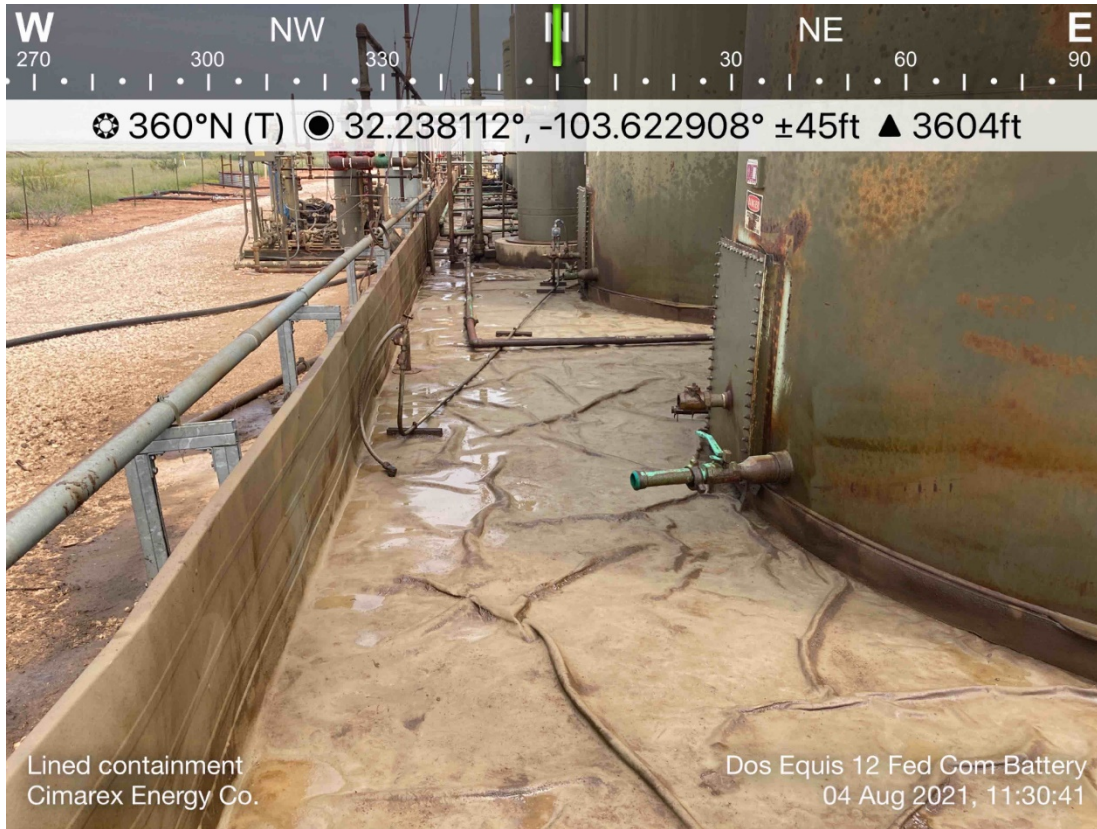 W NW N NE E
270 300 330 30 60 90
360°N (T) 32.238112°, -103.622908° ±45ft ▲ 3604ft
Lined containment
Cimarex Energy Co.
Dos Equis 12 Fed Com Battery
04 Aug 2021, 11:30:41